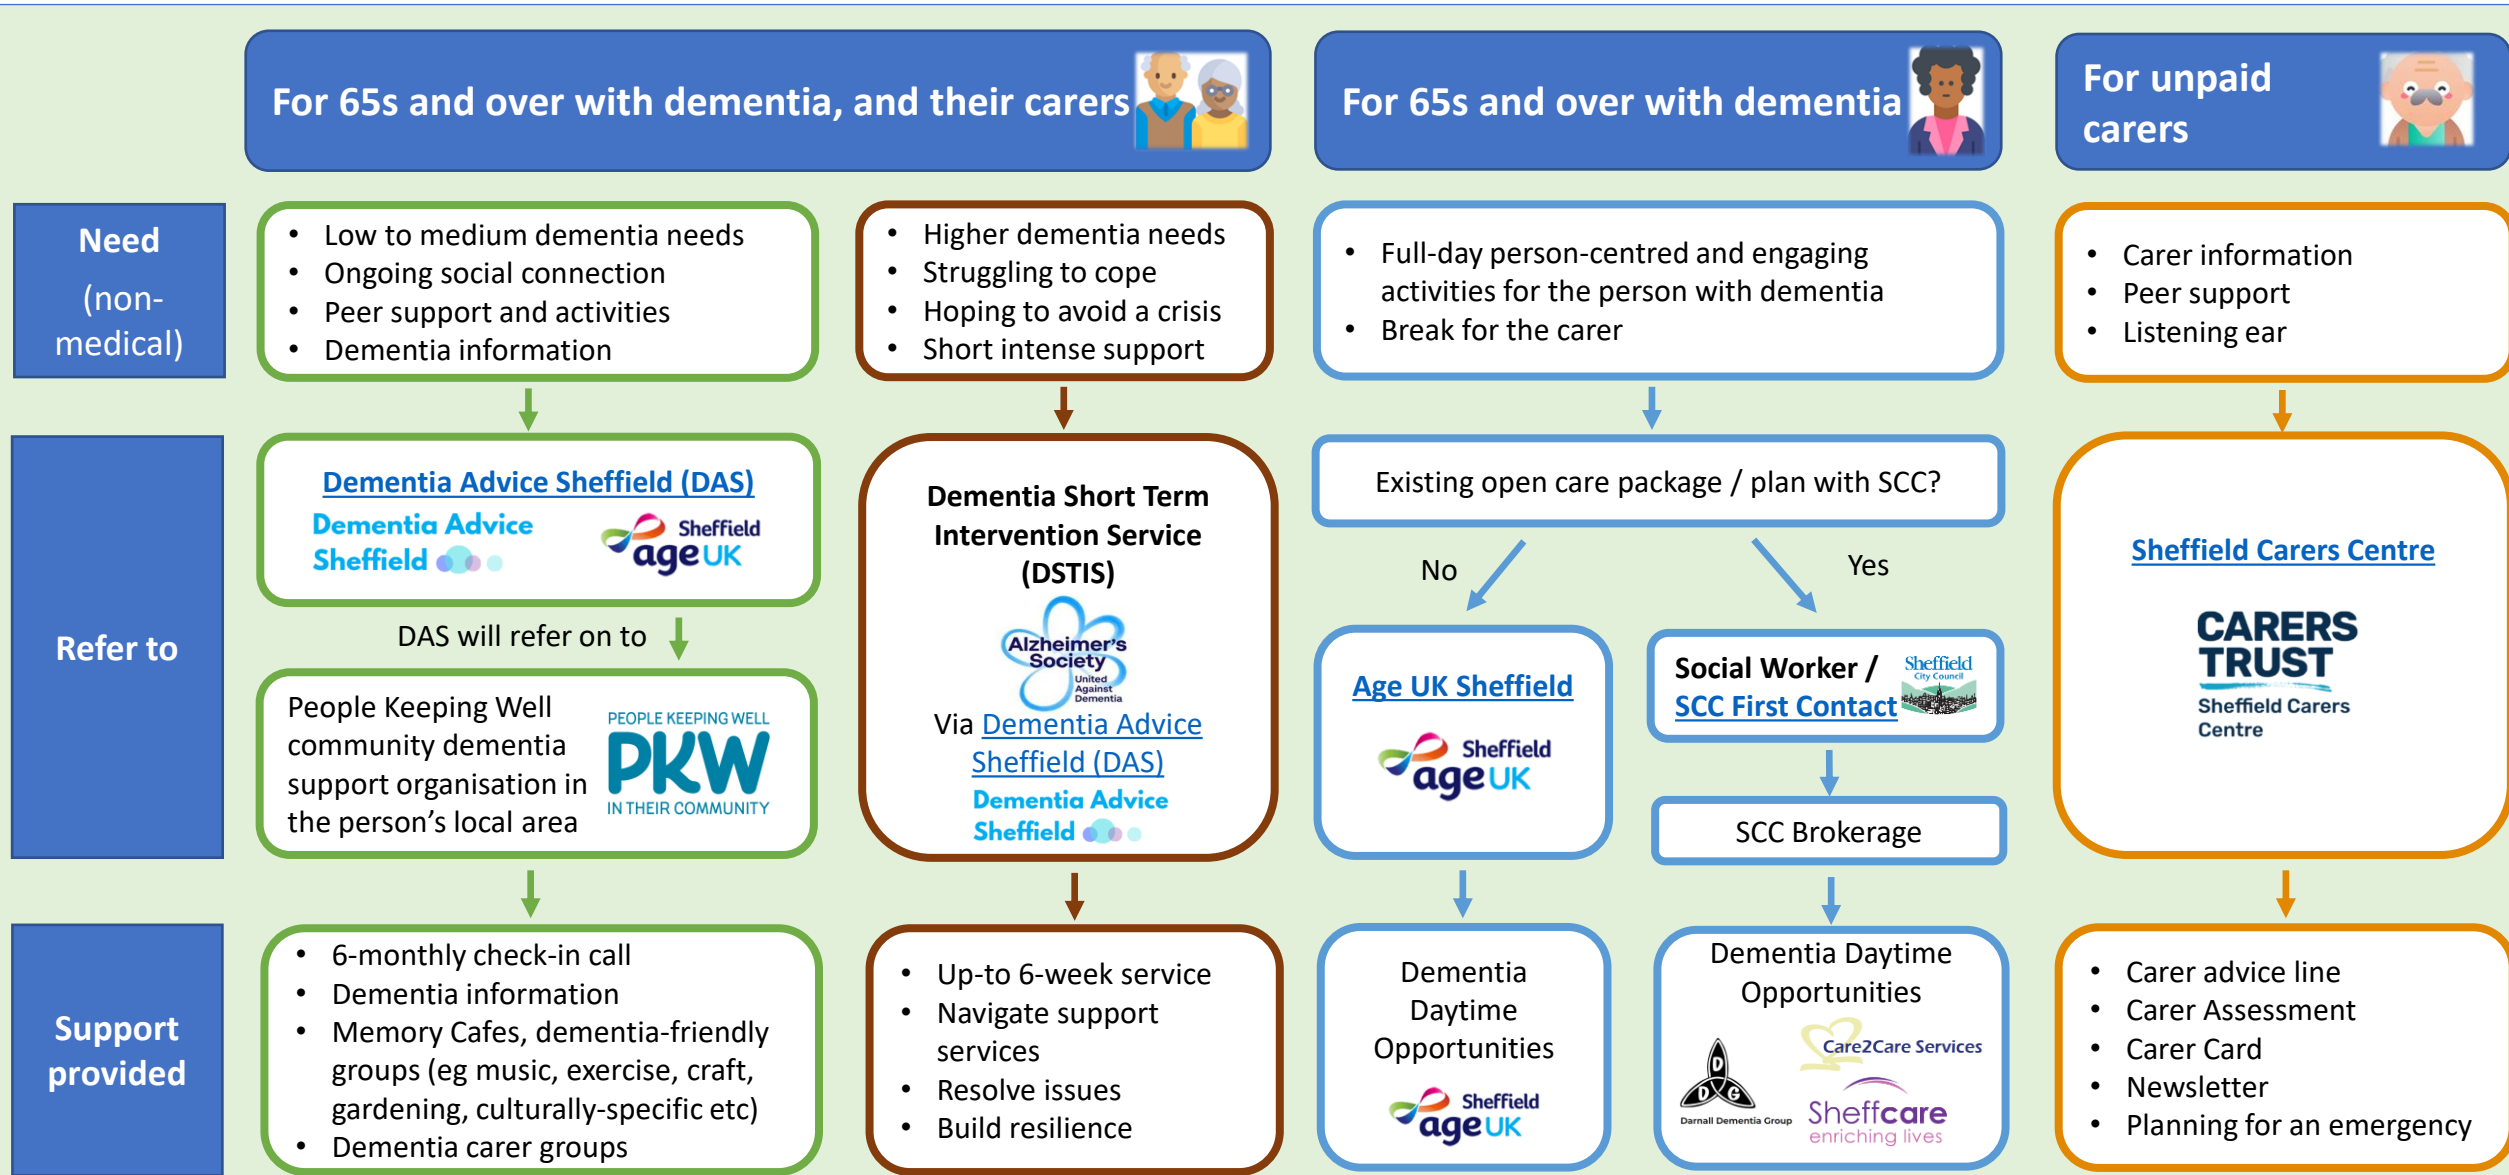 For 65s and over with dementia, and their carers
For 65s and over with dementia
For unpaid
carers
Need
(non-
medical)
• Low to medium dementia needs
• Ongoing social connection
• Peer support and activities
• Dementia information
• Higher dementia needs
• Struggling to cope
• Hoping to avoid a crisis
• Short intense support
• Full-day person-centred and engaging
activities for the person with dementia
• Break for the carer
• Carer information
• Peer support
• Listening ear
Refer to
Dementia Advice Sheffield (DAS)
Dementia Advice
Sheffield
Sheffield
age UK
DAS will refer on to
People Keeping Well
community dementia
support organisation in
the person's local area
PEOPLE KEEPING WELL
PKW
IN THEIR COMMUNITY
Dementia Short Term
Intervention Service
(DSTIS)
Alzheimer's
Society
United
Against
Dementia
Via Dementia Advice
Sheffield (DAS)
Dementia Advice
Sheffield
Existing open care package / plan with SCC?
No
Yes
Age UK Sheffield
Sheffield
age UK
Social Worker /
SCC First Contact
Sheffield
City Council
SCC Brokerage
Sheffield Carers Centre
CARERS
TRUST
Sheffield Carers
Centre
Support
provided
• 6-monthly check-in call
• Dementia information
• Memory Cafes, dementia-friendly
groups (eg music, exercise, craft,
gardening, culturally-specific etc)
• Dementia carer groups
• Up-to 6-week service
• Navigate support
services
• Resolve issues
• Build resilience
Dementia
Daytime
Opportunities
Sheffield
age UK
Dementia Daytime
Opportunities
Care2Care Services
D D G
Darnall Dementia Group
Sheffcare
enriching lives
• Carer advice line
• Carer Assessment
• Carer Card
• Newsletter
• Planning for an emergency